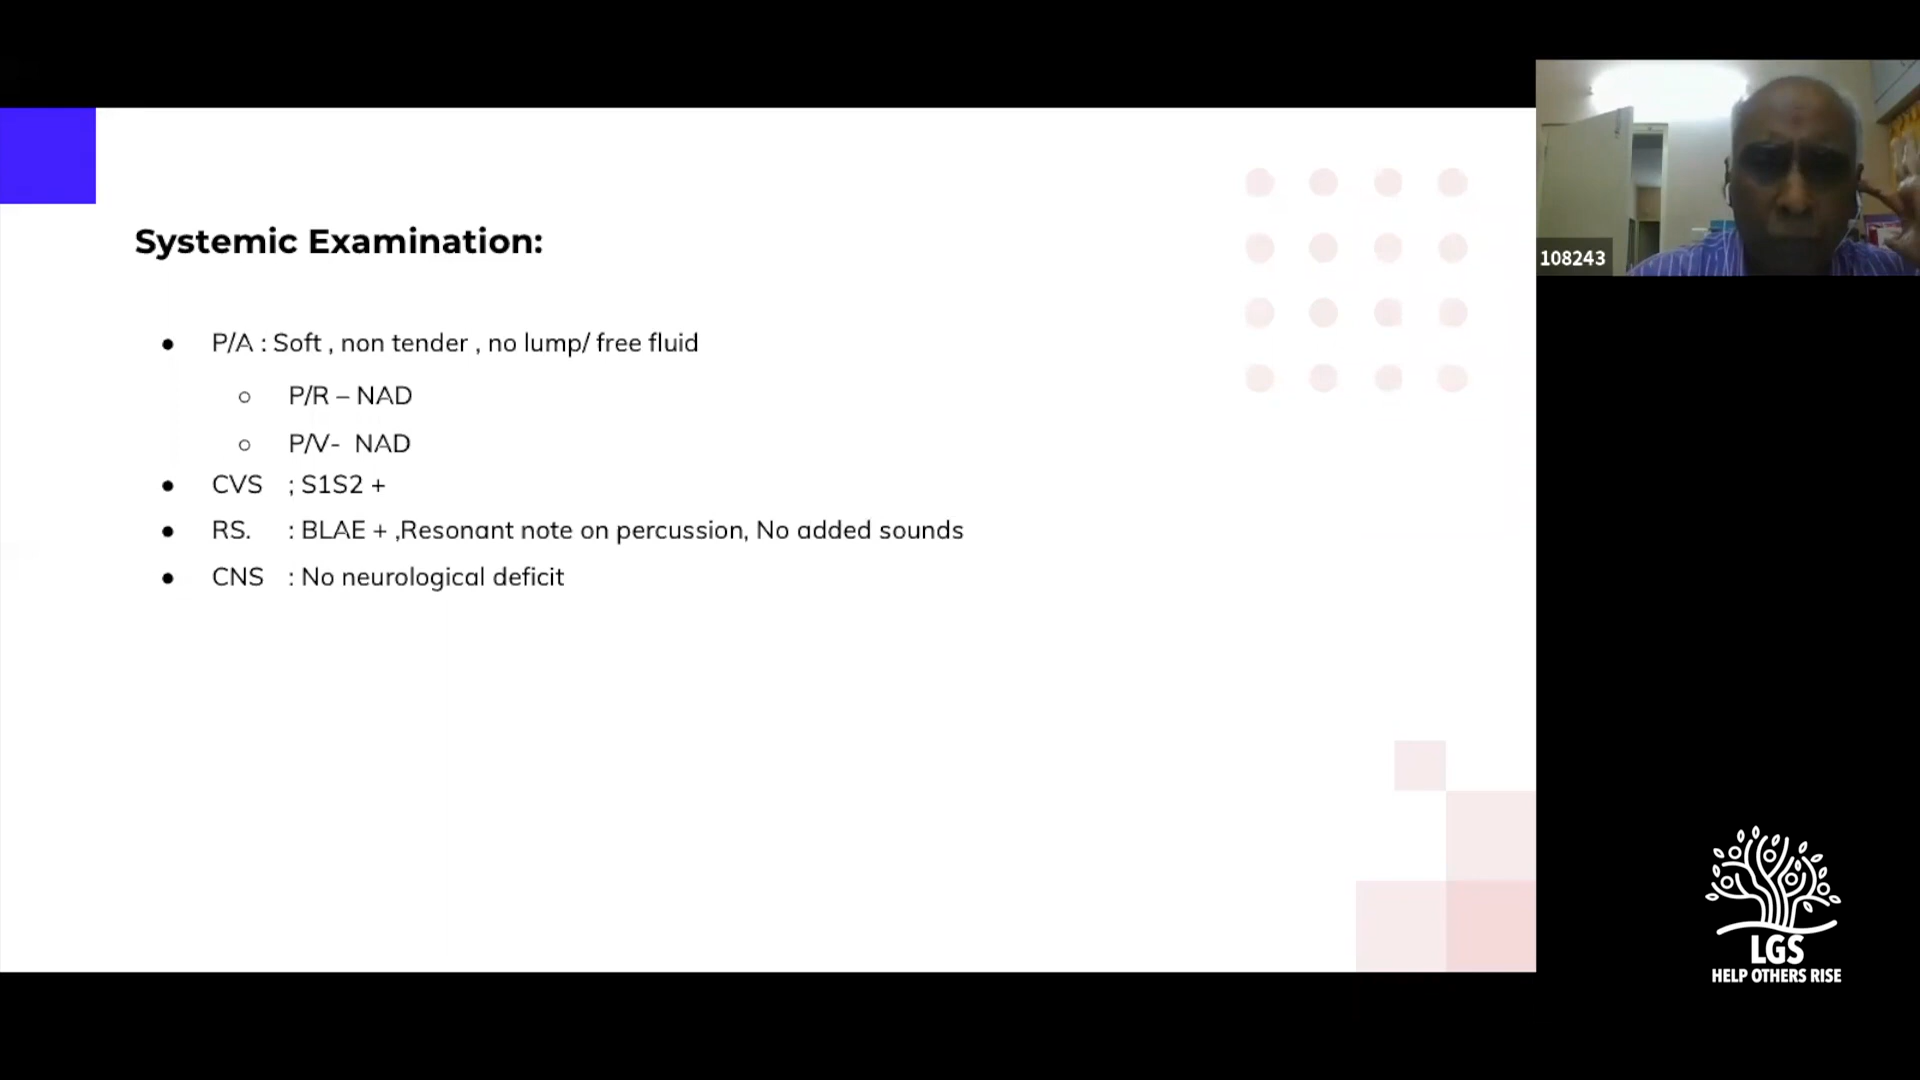 Systemic Examination:
● P/A : Soft , non tender , no lump/ free fluid
○ P/R – NAD
○ P/V- NAD
● CVS ; S1S2 +
● RS. : BLAE + ,Resonant note on percussion, No added sounds
● CNS : No neurological deficit
108243
LGS
HELP OTHERS RISE